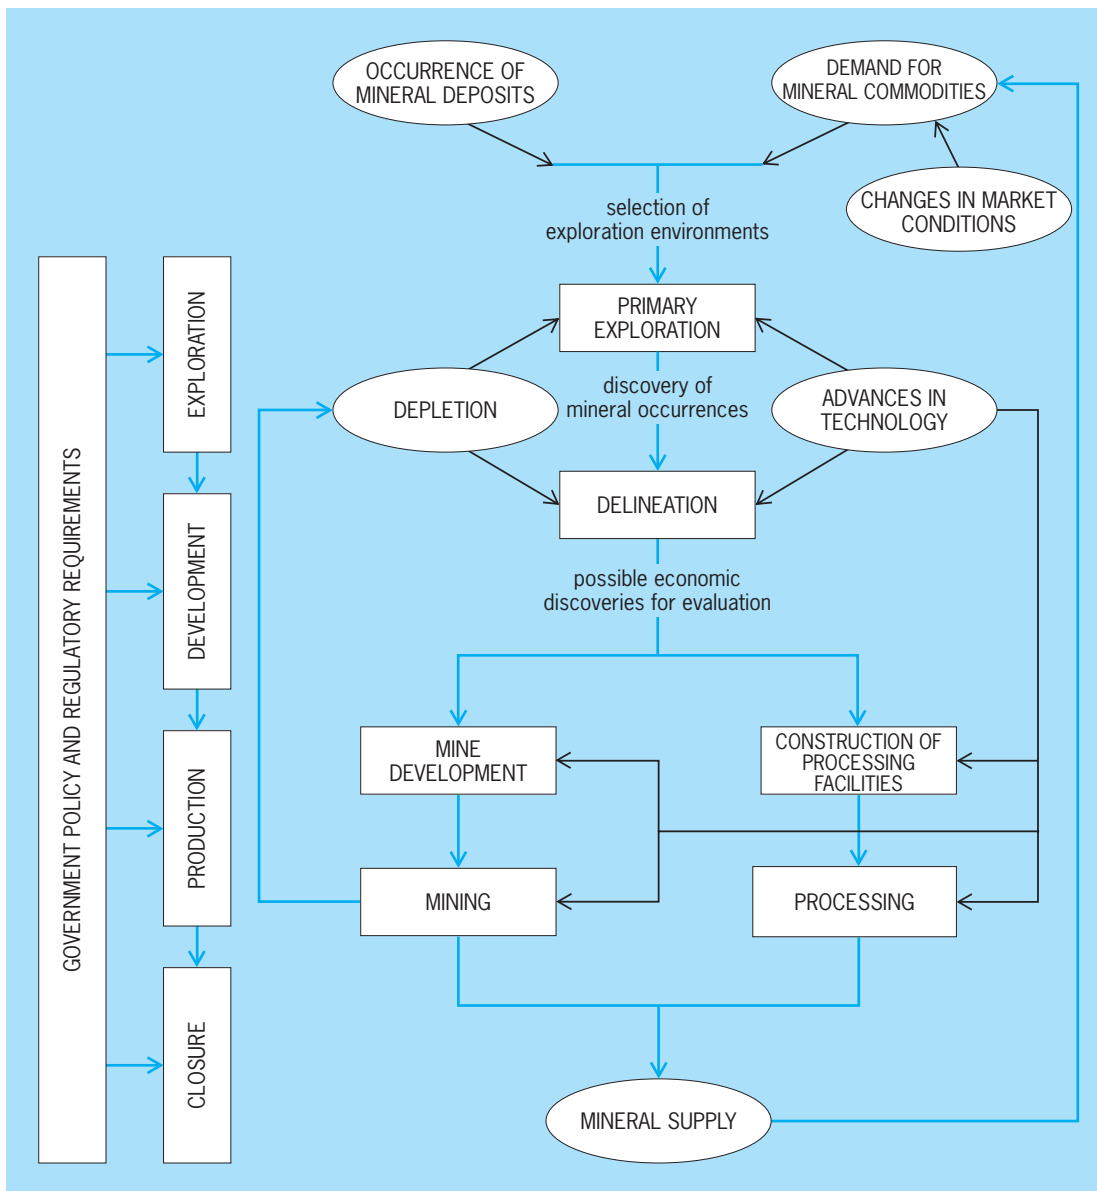 OCCURRENCE OF
MINERAL DEPOSITS
DEMAND FOR
MINERAL COMMODITIES
CHANGES IN MARKET
CONDITIONS
selection of
exploration environments
PRIMARY
EXPLORATION
discovery of
mineral occurrences
DEPLETION
ADVANCES IN
TECHNOLOGY
DELINEATION
possible economic
discoveries for evaluation
MINE
DEVELOPMENT
CONSTRUCTION OF
PROCESSING
FACILITIES
MINING
PROCESSING
MINERAL SUPPLY
GOVERNMENT POLICY AND REGULATORY REQUIREMENTS
EXPLORATION
DEVELOPMENT
PRODUCTION
CLOSURE